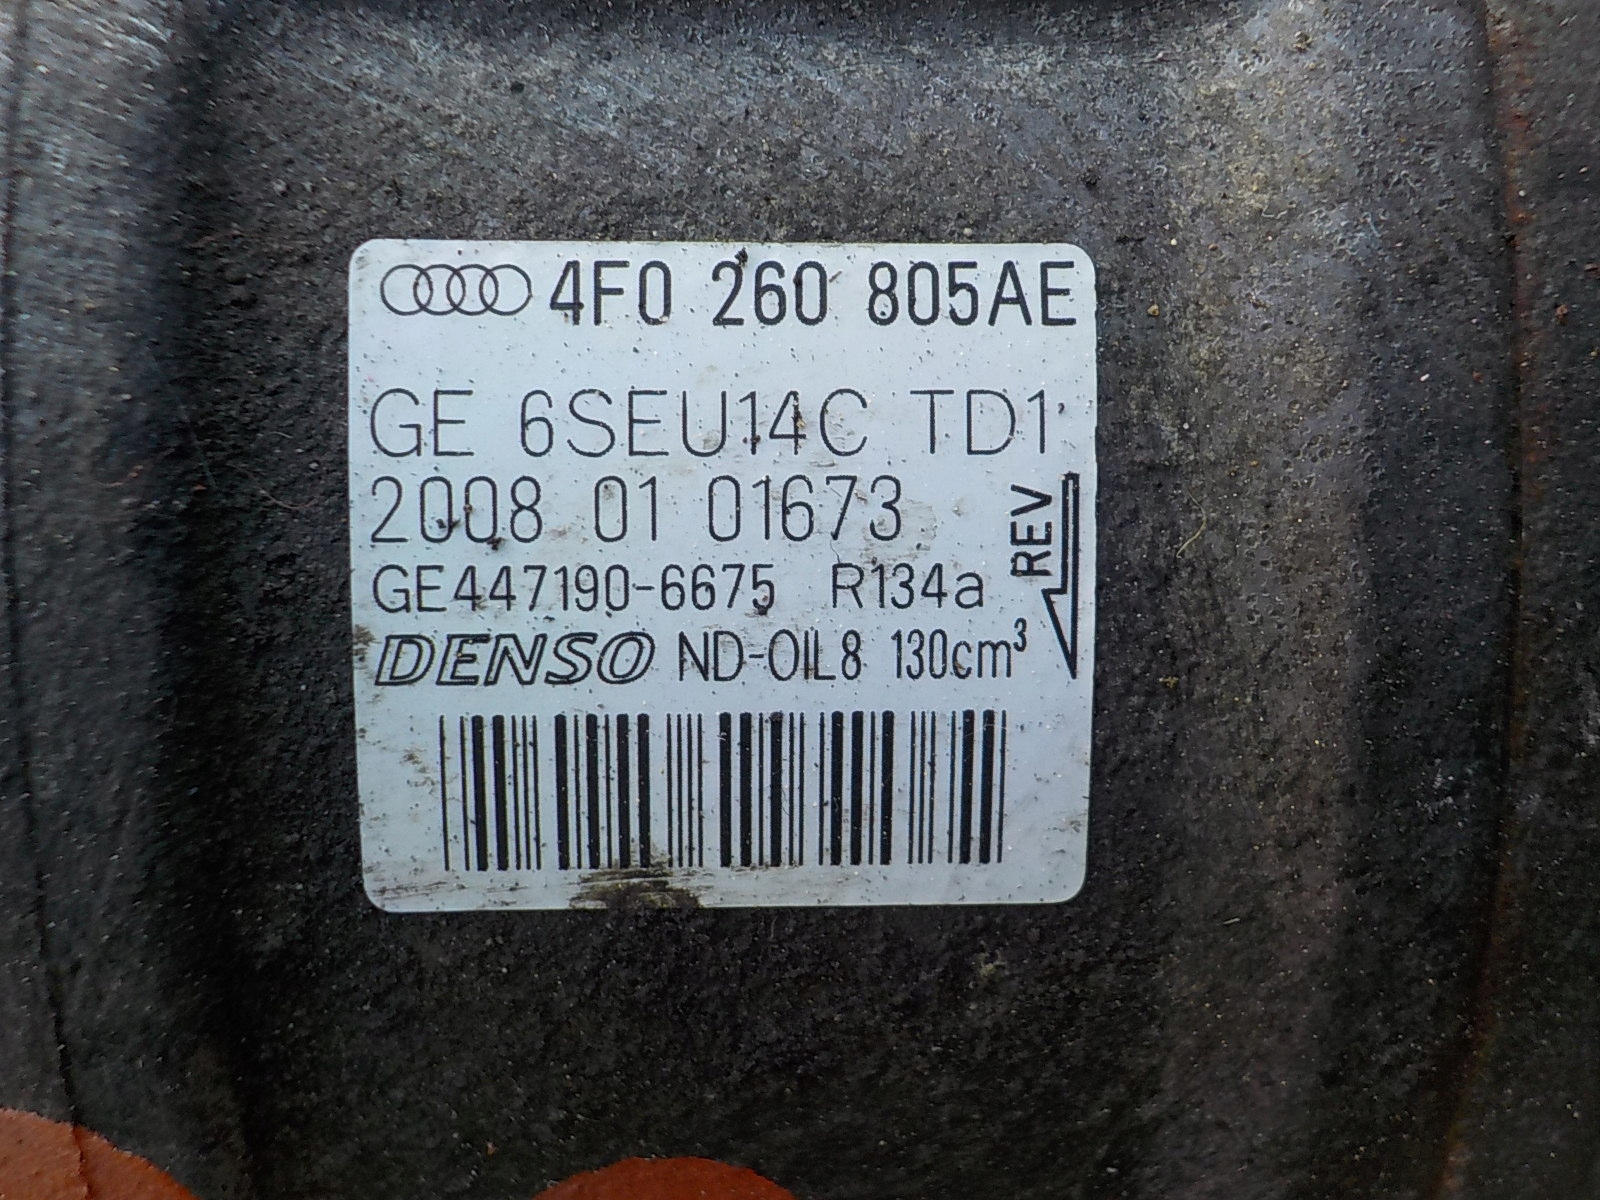 4F0 260 805AE
GE 6SEU14C TD1
2008 01 01673
REV
GE447190-6675 R134a
DENSO ND-OIL8 130cm³